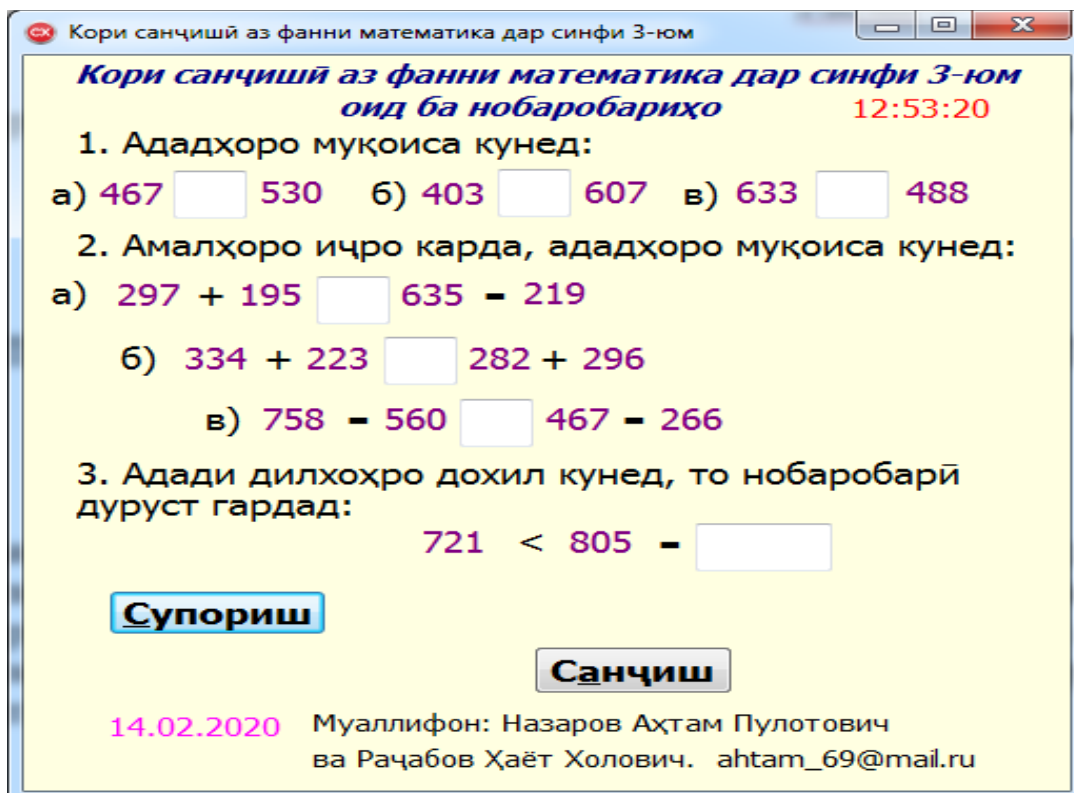 Кори санҷишӣ аз фанни математика дар синфи 3-юм
Кори санҷишӣ аз фанни математика дар синфи 3-юм
оид ба нобаробариҳо 12:53:20
1. Ададҳоро муқоиса кунед:
а) 467 530 б) 403 607 в) 633 488
2. Амалҳоро иҷро карда, ададҳоро муқоиса кунед:
а) 297 + 195 635 - 219
б) 334 + 223 282 + 296
в) 758 - 560 467 - 266
3. Адади дилхоҳро дохил кунед, то нобаробарӣ
дуруст гардад:
721 < 805 -
Супориш
Санҷиш
14.02.2020 Муаллифон: Назаров Аҳтам Пулотович
ва Раҷабов Ҳаёт Холович. ahtam_69@mail.ru